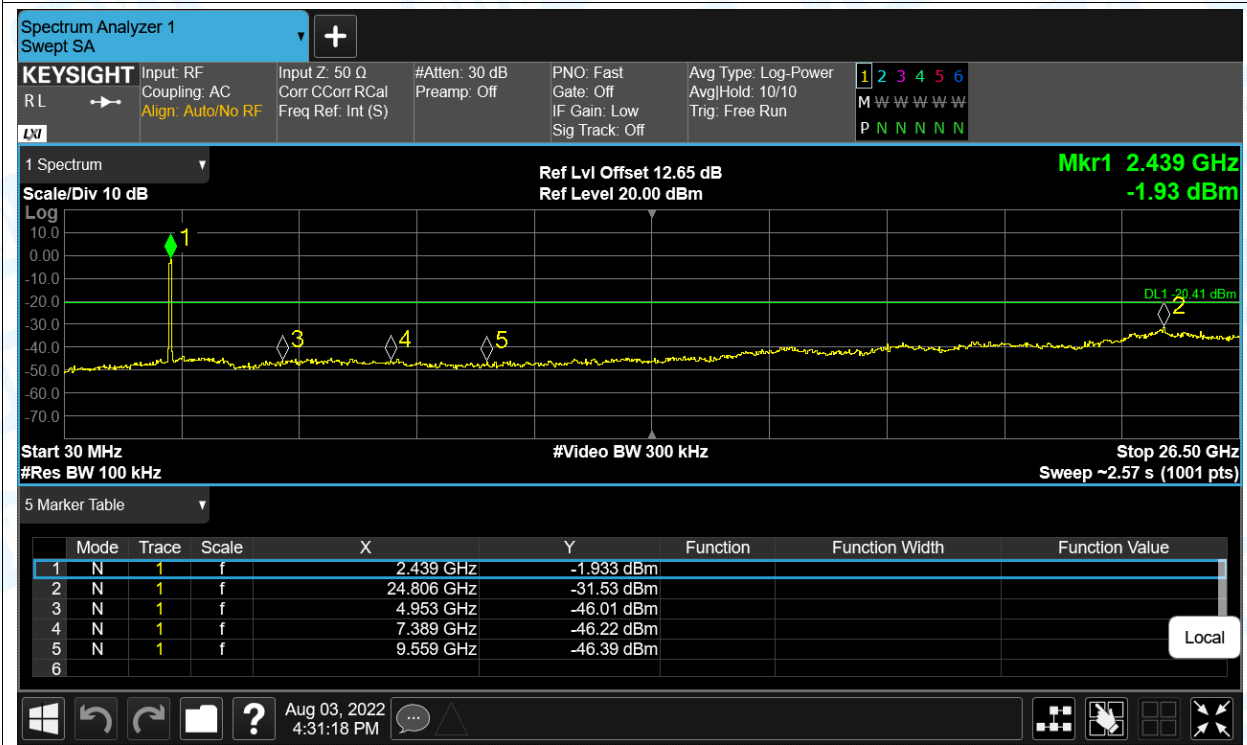 Spectrum Analyzer 1
Swept SA
KEYSIGHT
R L
LXI
Input: RF
Coupling: AC
Align: Auto/No RF
Input Z: 50 Ω
Corr CCorr RCal
Freq Ref: Int (S)
#Atten: 30 dB
Preamp: Off
PNO: Fast
Gate: Off
IF Gain: Low
Sig Track: Off
Avg Type: Log-Power
Avg|Hold: 10/10
Trig: Free Run
1 2 3 4 5 6
M W W W W W
P N N N N N
1 Spectrum
Scale/Div 10 dB
Ref Lvl Offset 12.65 dB
Ref Level 20.00 dBm
Mkr1 2.439 GHz
-1.93 dBm
Log
10.0
0.00
-10.0
-20.0
-30.0
-40.0
-50.0
-60.0
-70.0
1
3
4
5
DL1 -20.41 dBm
2
Start 30 MHz
#Video BW 300 kHz
Stop 26.50 GHz
#Res BW 100 kHz
Sweep ~2.57 s (1001 pts)
5 Marker Table
Mode Trace Scale X Y Function Function Width Function Value
1 N 1 f 2.439 GHz -1.933 dBm
2 N 1 f 24.806 GHz -31.53 dBm
3 N 1 f 4.953 GHz -46.01 dBm
4 N 1 f 7.389 GHz -46.22 dBm
5 N 1 f 9.559 GHz -46.39 dBm
6
Local
?
Aug 03, 2022
4:31:18 PM